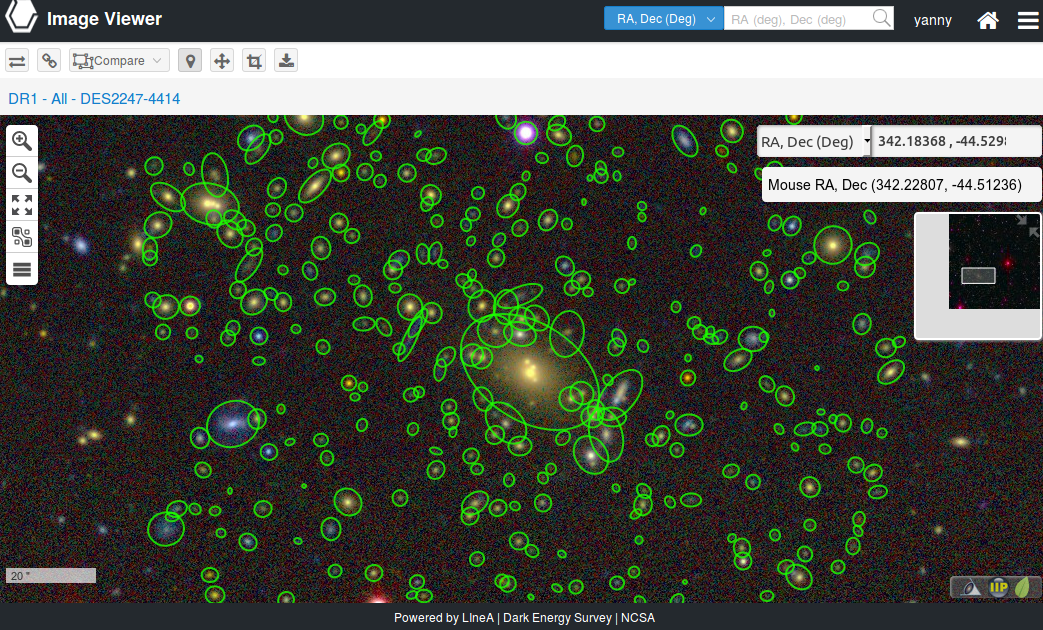 Image Viewer
RA, Dec (Deg)
RA (deg), Dec (deg)
yanny
Compare
DR1 - All - DES2247-4414
RA, Dec (Deg)
342.18368 , -44.529
Mouse RA, Dec (342.22807, -44.51236)
20 "
IIP
Powered by LIneA | Dark Energy Survey | NCSA